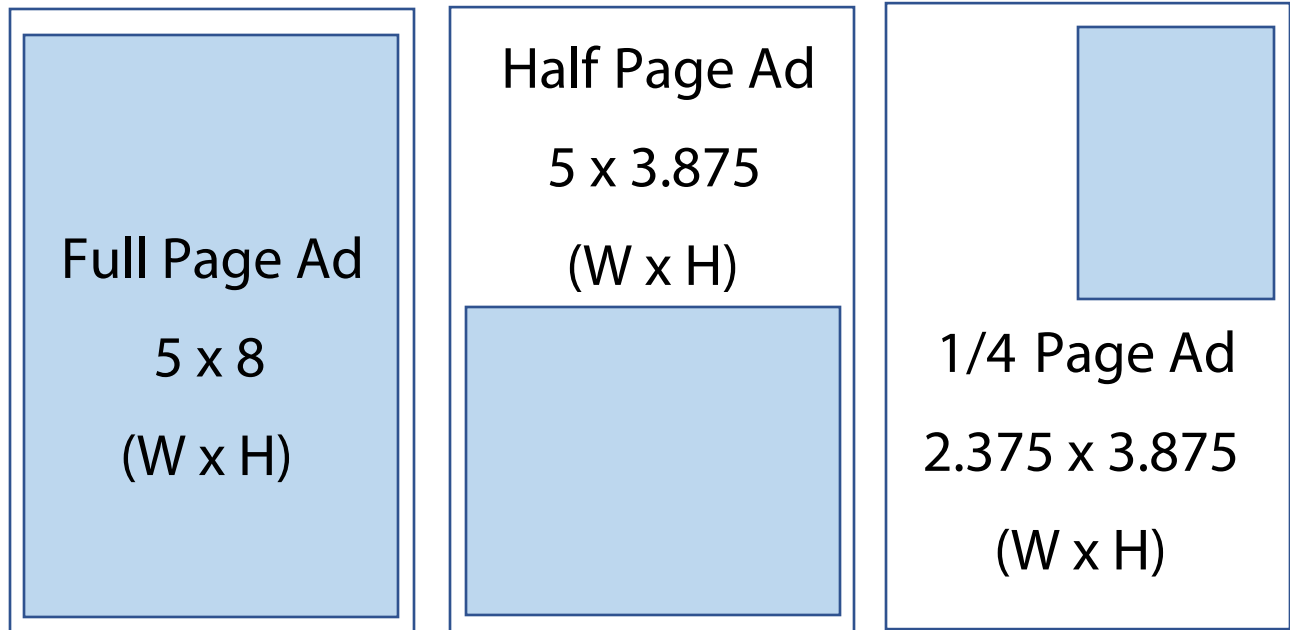 Full Page Ad
5 x 8
(W x H)
Half Page Ad
5 x 3.875
(W x H)
1/4 Page Ad
2.375 x 3.875
(W x H)